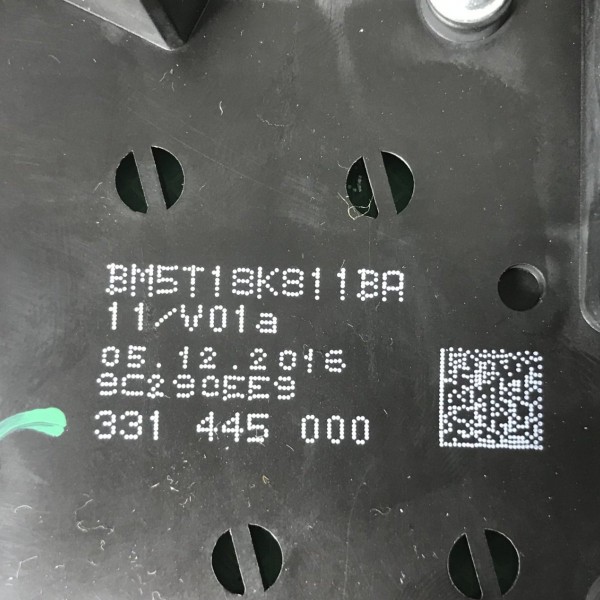 BM5T18K811BA
11/V01a
05.12.2016
9C290EE9
331 445 000